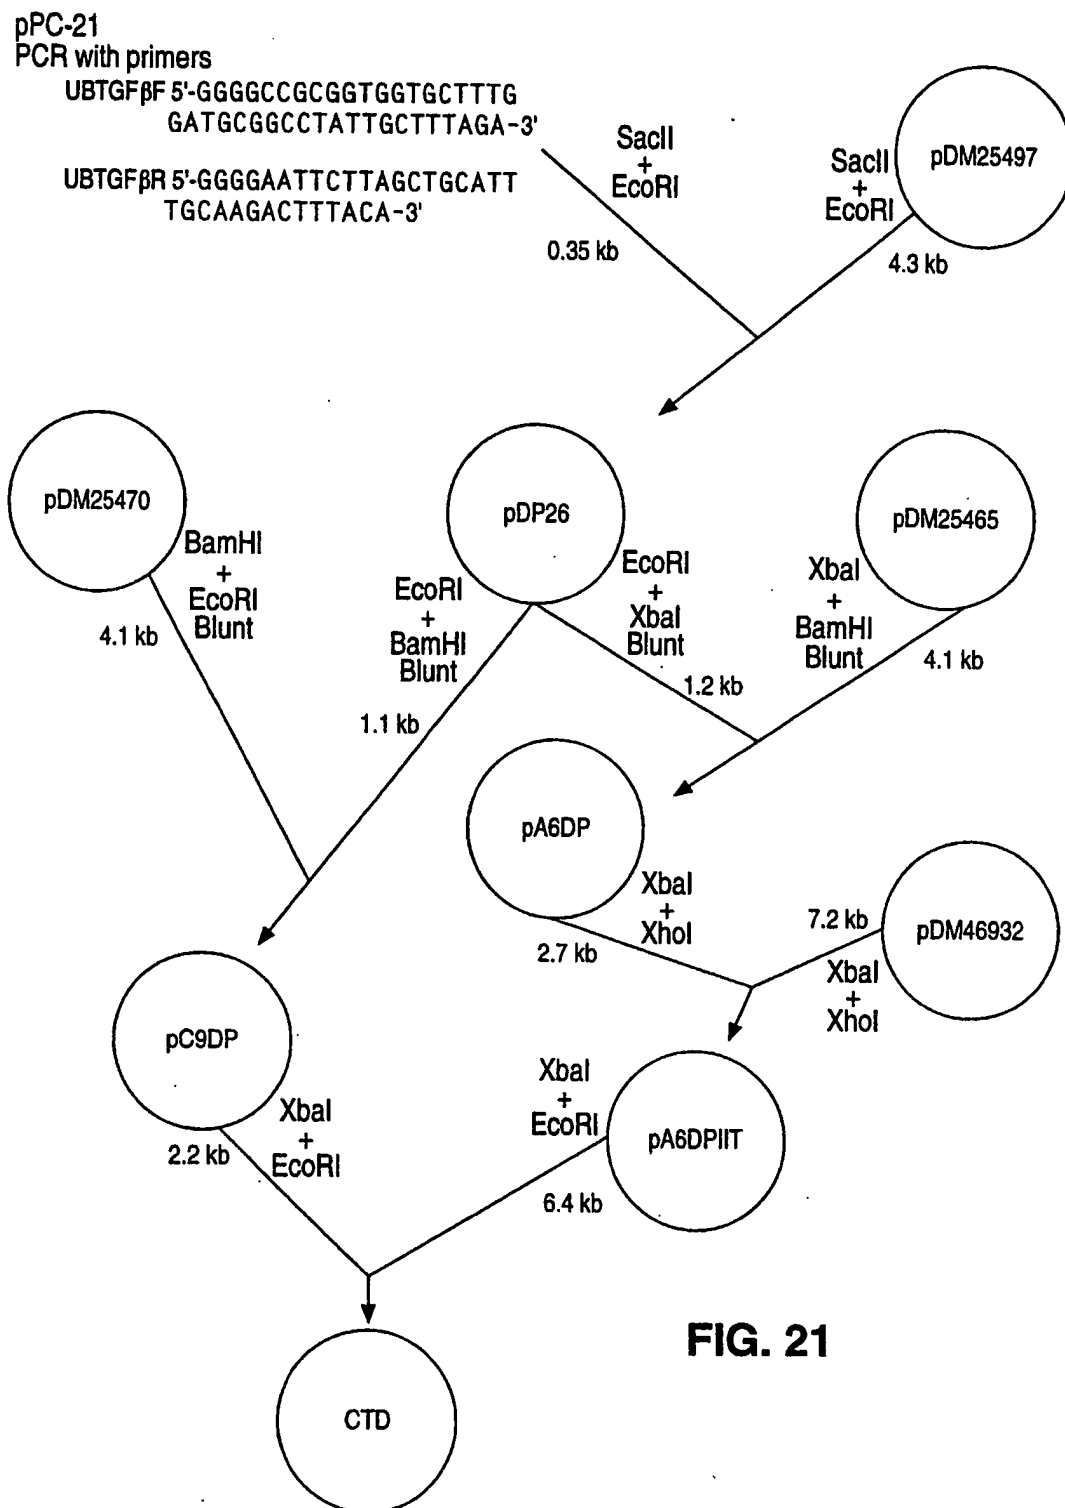 pPC-21
PCR with primers
UBTGFβF 5'-GGGGCCGCGGTGGTGCTTTG
GATGCGGCCTATTGCTTTAGA-3'
UBTGFβR 5'-GGGGAATTCTTAGCTGCATT
TGCAAGACTTTACA-3'
SacII
+
EcoRI
0.35 kb
SacII
+
EcoRI
pDM25497
4.3 kb
pDM25470
BamHI
+
EcoRI
Blunt
4.1 kb
pDP26
EcoRI
+
BamHI
Blunt
1.1 kb
EcoRI
+
XbaI
Blunt
1.2 kb
pDM25465
XbaI
+
BamHI
Blunt
4.1 kb
pA6DP
XbaI
+
XhoI
2.7 kb
7.2 kb
pDM46932
XbaI
+
XhoI
pC9DP
XbaI
+
EcoRI
2.2 kb
XbaI
+
EcoRI
pA6DPIIT
6.4 kb
CTD
FIG. 21